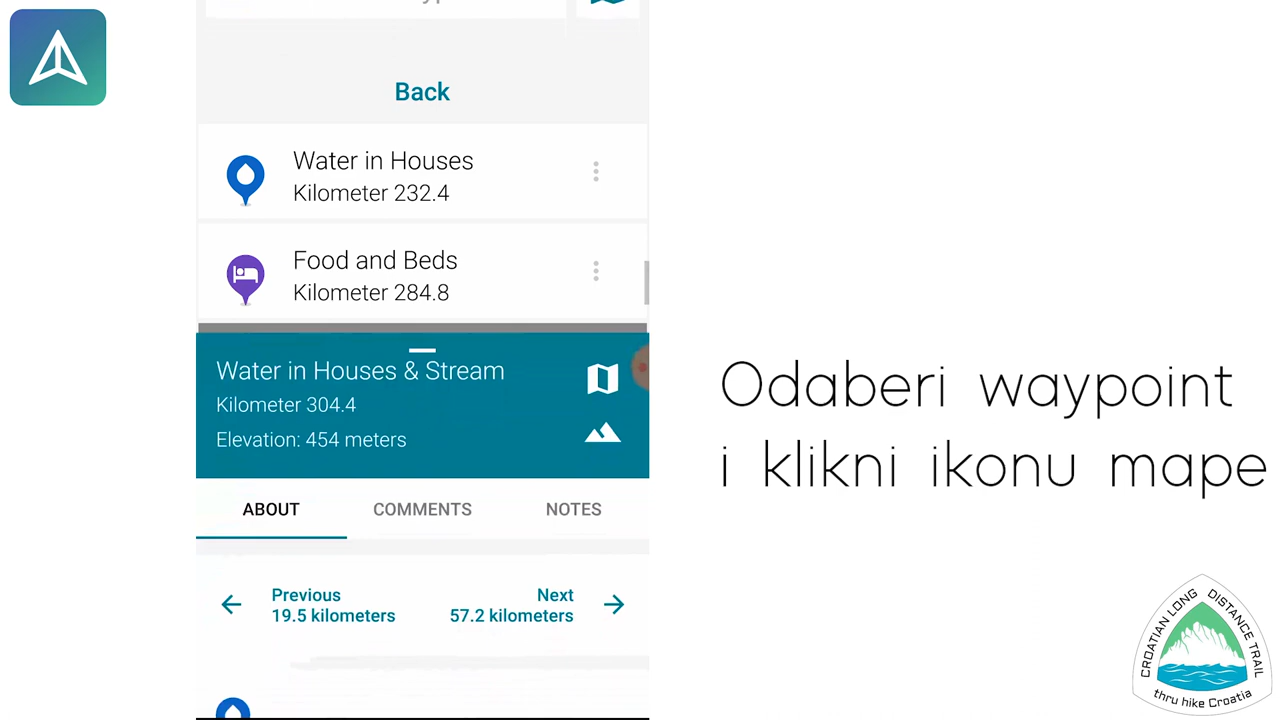 Back
Water in Houses
Kilometer 232.4
Food and Beds
Kilometer 284.8
Water in Houses & Stream
Kilometer 304.4
Elevation: 454 meters
ABOUT
COMMENTS
NOTES
Previous
19.5 kilometers
Next
57.2 kilometers
Odaberi waypoint
i klikni ikonu mape
CROATIAN LONG DISTANCE TRAIL
thru hike Croatia